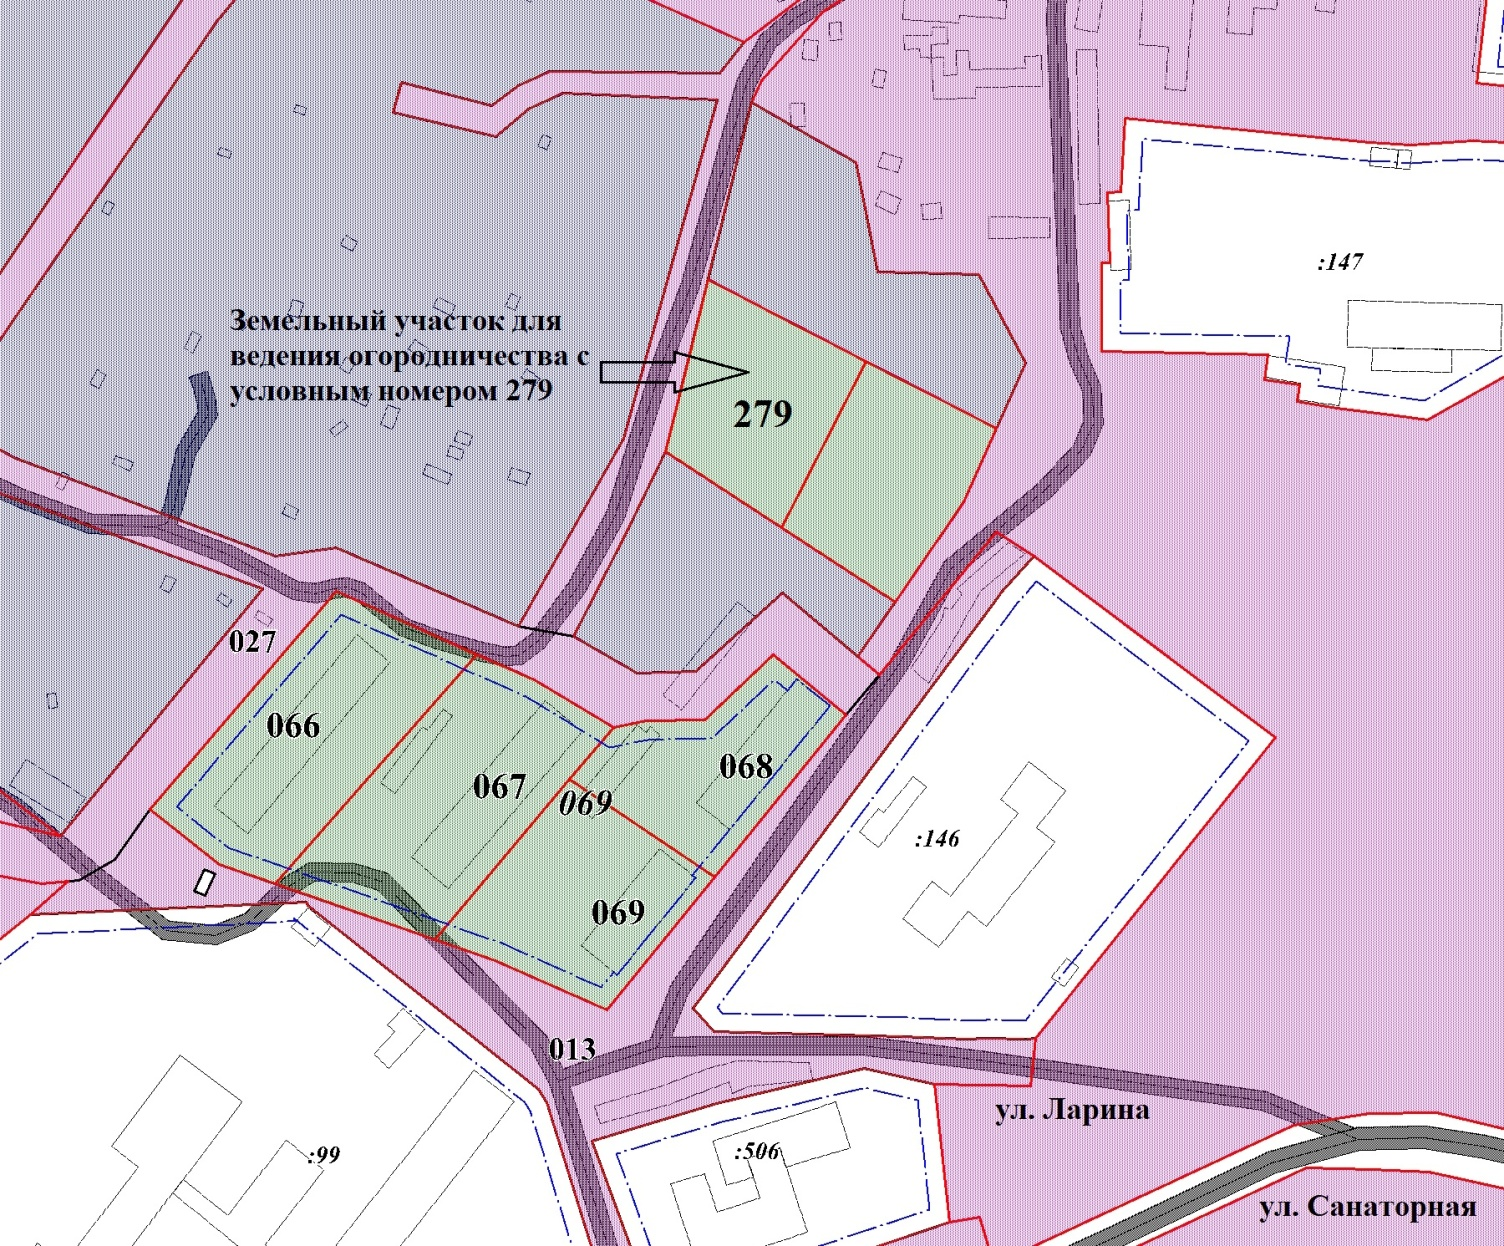 :147
Земельный участок для
ведения огородничества с
условным номером 279
279
027
066
067
069
068
069
:146
013
ул. Ларина
:99
:506
ул. Санаторная